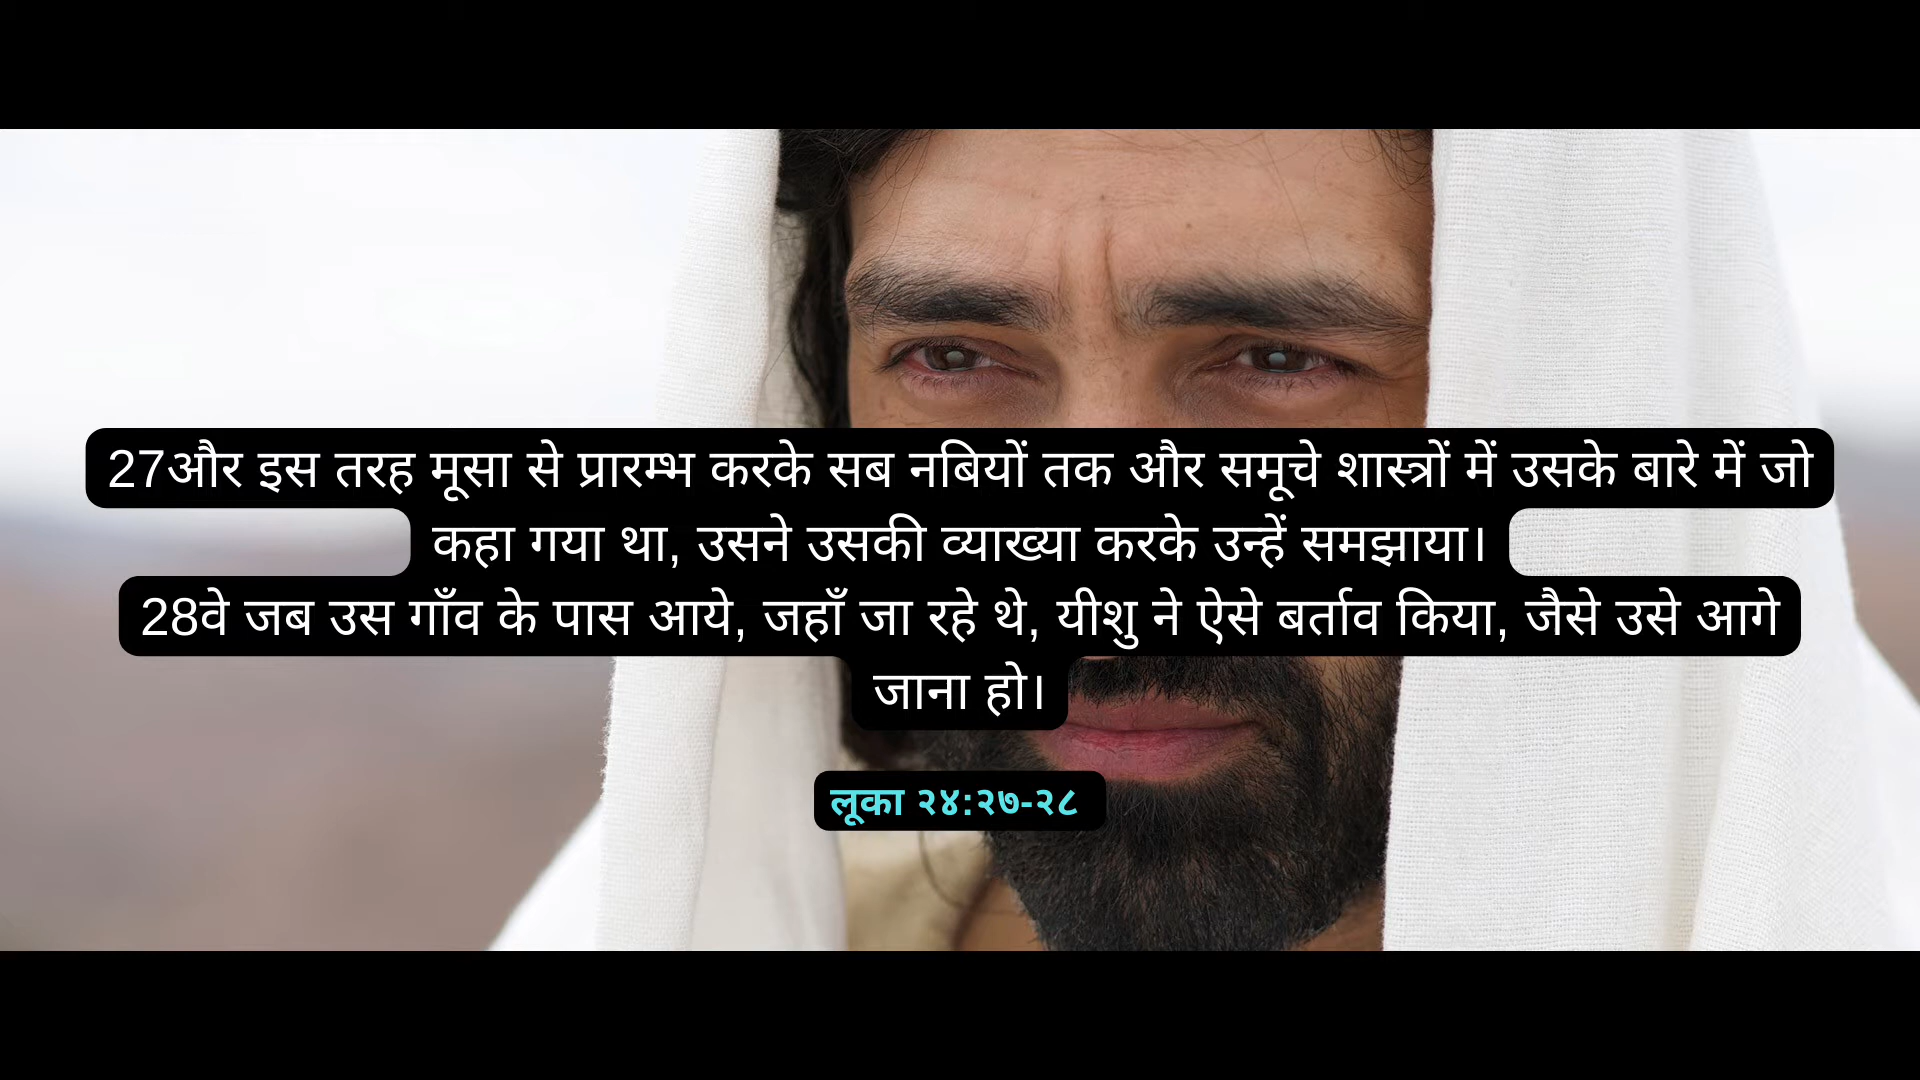 27और इस तरह मूसा से प्रारम्भ करके सब नबियों तक और समूचे शास्त्रों में उसके बारे में जो
कहा गया था, उसने उसकी व्याख्या करके उन्हें समझाया।
28वे जब उस गाँव के पास आये, जहाँ जा रहे थे, यीशु ने ऐसे बर्ताव किया, जैसे उसे आगे
जाना हो।
लूका २४:२७-२८